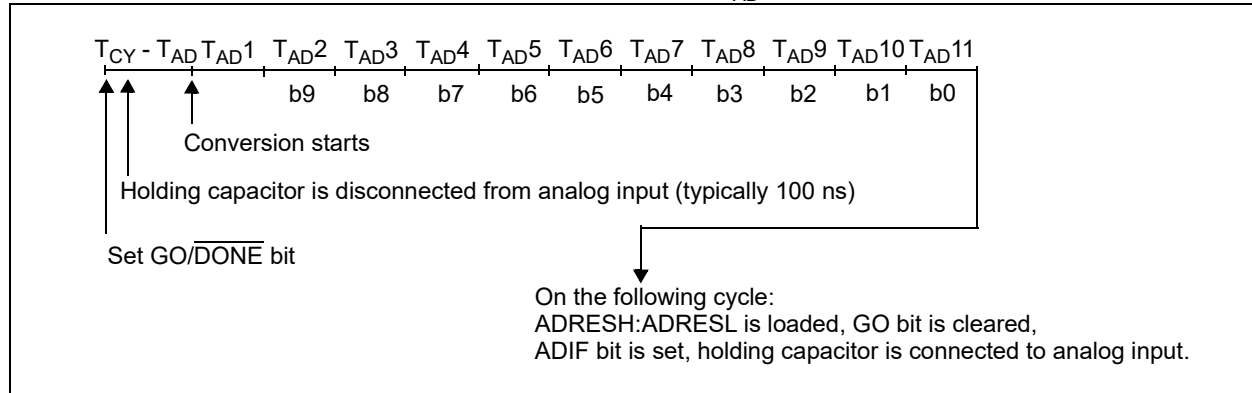 AD
TCY - TAD TAD1 TAD2 TAD3 TAD4 TAD5 TAD6 TAD7 TAD8 TAD9 TAD10 TAD11
b9 b8 b7 b6 b5 b4 b3 b2 b1 b0
Conversion starts
Holding capacitor is disconnected from analog input (typically 100 ns)
Set GO/DONE bit
On the following cycle:
ADRESH:ADRESL is loaded, GO bit is cleared,
ADIF bit is set, holding capacitor is connected to analog input.